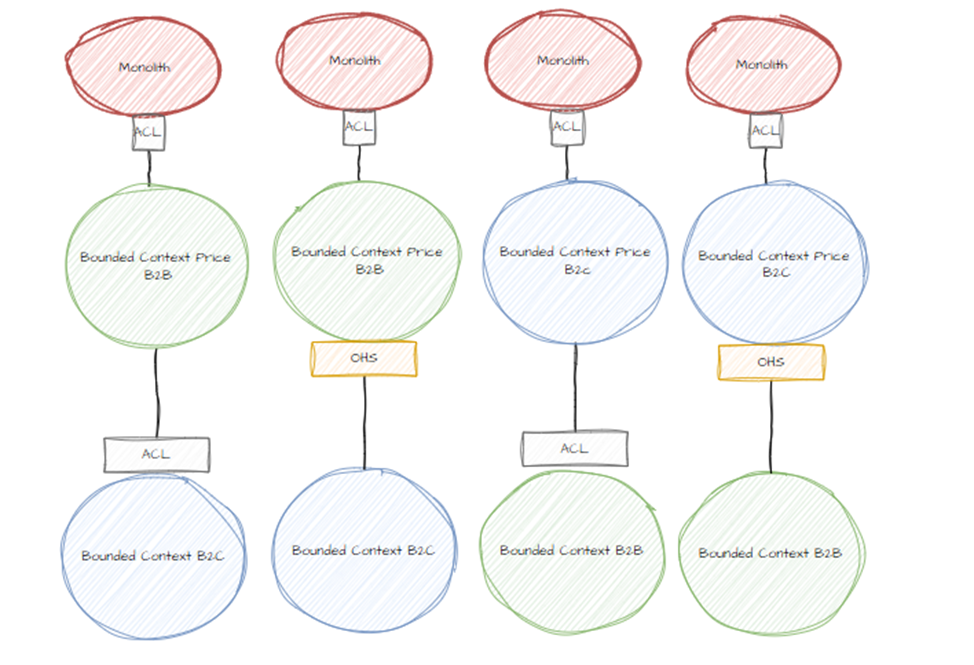 Monolith
Monolith
Monolith
Monolith
ACL
ACL
ACL
ACL
Bounded Context Price
B2B
Bounded Context Price
B2B
Bounded Context Price
B2c
Bounded Context Price
B2C
OHS
OHS
ACL
ACL
Bounded Context B2C
Bounded Context B2C
Bounded Context B2B
Bounded Context B2B